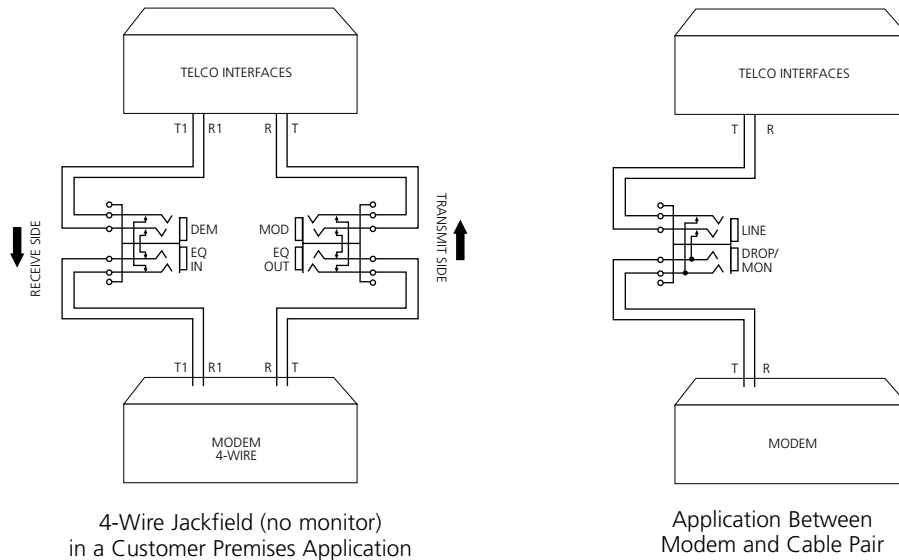 TELCO INTERFACES
T1 R1 R T
DEM
EQ
IN
MOD
EQ
OUT
RECEIVE SIDE
TRANSMIT SIDE
T1 R1 R T
MODEM
4-WIRE
4-Wire Jackfield (no monitor)
in a Customer Premises Application
TELCO INTERFACES
T R
LINE
DROP/
MON
T R
MODEM
Application Between
Modem and Cable Pair